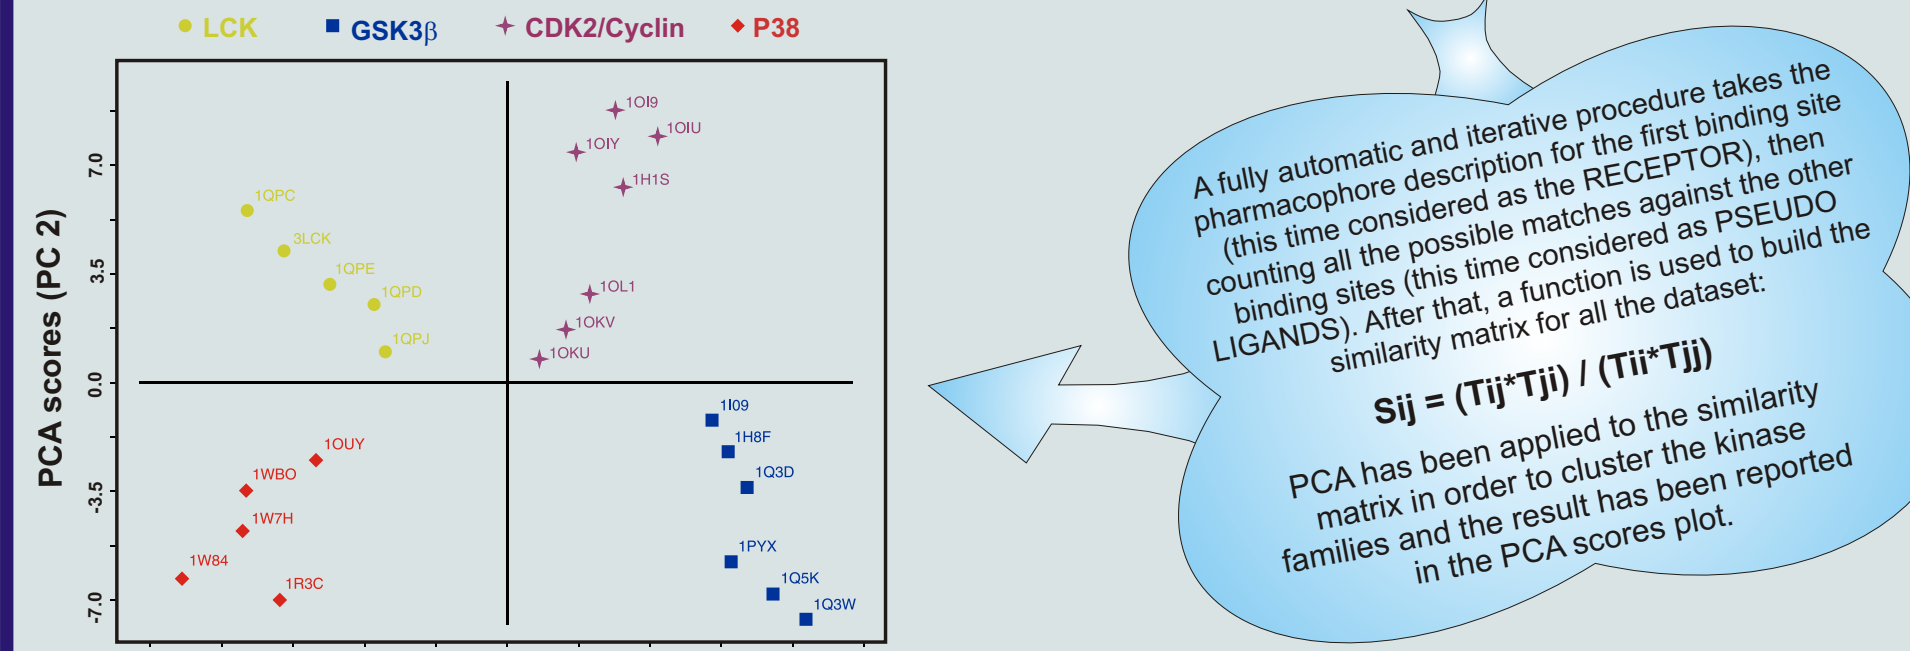 LCK GSK3β CDK2/Cyclin P38
PCA scores (PC 2)
7.0
3.5
0.0
-3.5
-7.0
1OI9
1OIU
1OIY
1H1S
1QPC
3LCK
1QPE
1QPD
1QPJ
1OL1
1OKV
1OKU
1I09
1H8F
1Q3D
1PYX
1Q5K
1Q3W
1OUY
1WBO
1W7H
1W84
1R3C
A fully automatic and iterative procedure takes the
pharmacophore description for the first binding site
(this time considered as the RECEPTOR), then
counting all the possible matches against the other
binding sites (this time considered as PSEUDO
LIGANDS). After that, a function is used to build the
similarity matrix for all the dataset:
Sij = (Tij*Tji) / (Tii*Tjj)
PCA has been applied to the similarity
matrix in order to cluster the kinase
families and the result has been reported
in the PCA scores plot.